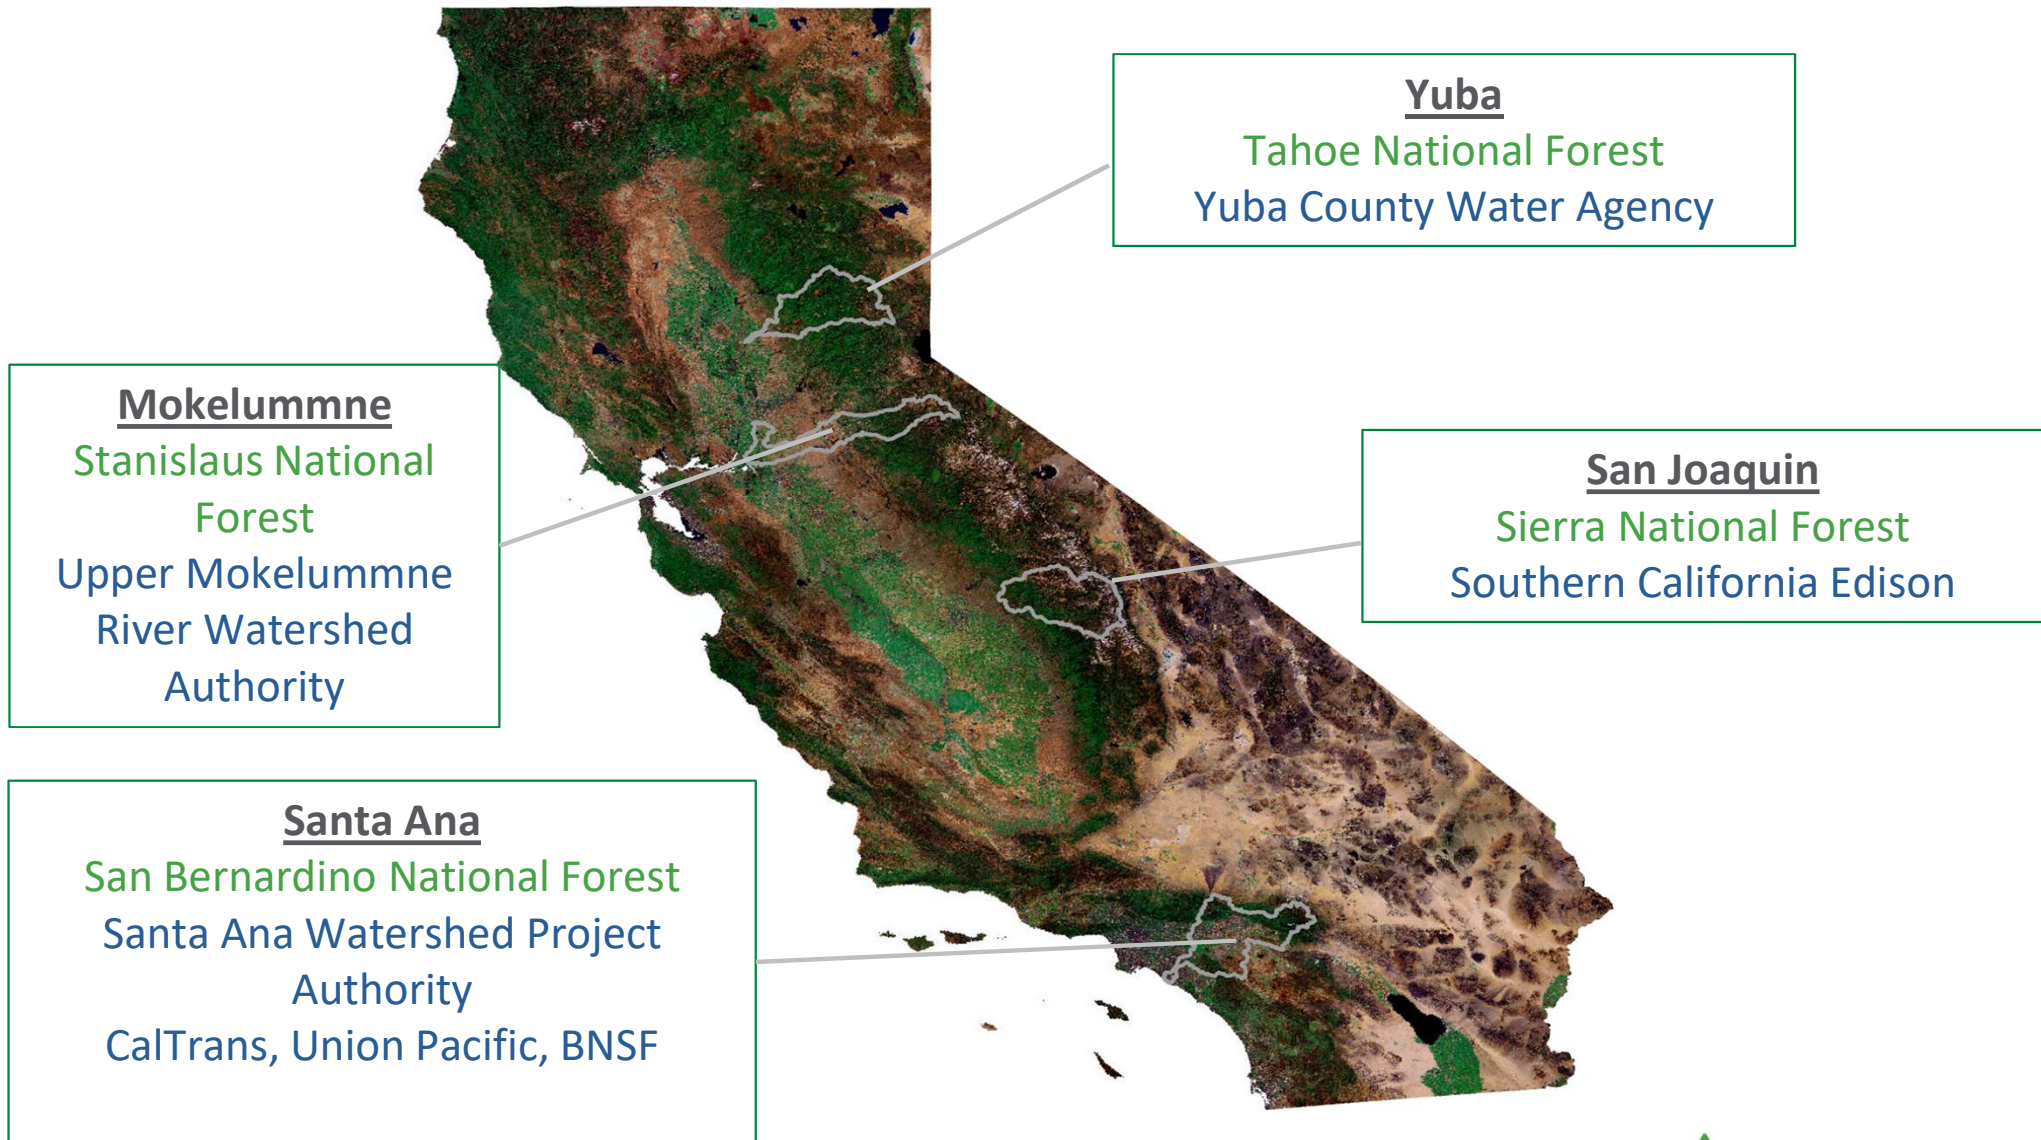 Yuba
Tahoe National Forest
Yuba County Water Agency
Mokelummne
Stanislaus National
Forest
Upper Mokelummne
River Watershed
Authority
San Joaquin
Sierra National Forest
Southern California Edison
Santa Ana
San Bernardino National Forest
Santa Ana Watershed Project
Authority
CalTrans, Union Pacific, BNSF